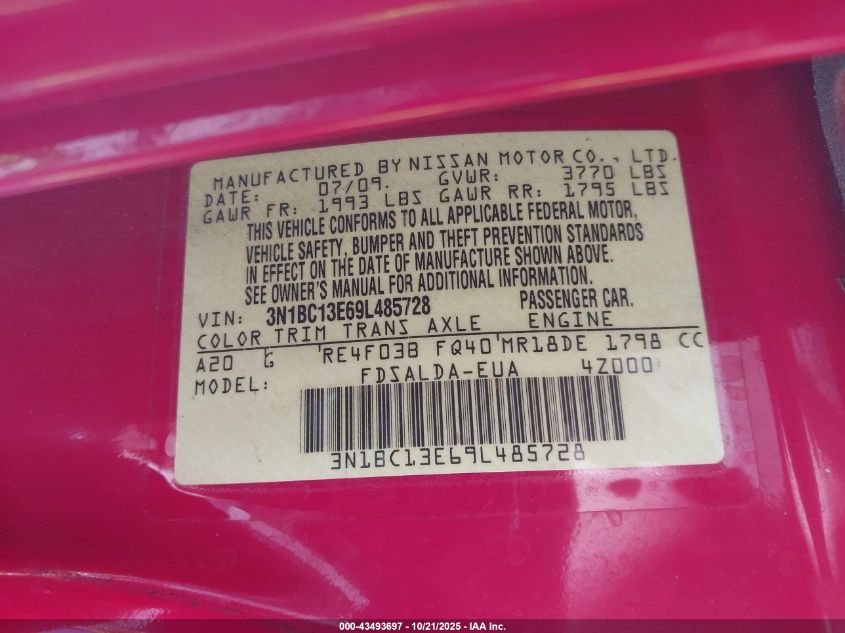 MANUFACTURED BY NISSAN MOTOR CO., LTD.
DATE: 07/09. GVWR: 3770 LBS
GAWR FR: 1993 LBS GAWR RR: 1795 LBS
THIS VEHICLE CONFORMS TO ALL APPLICABLE FEDERAL MOTOR
VEHICLE SAFETY, BUMPER AND THEFT PREVENTION STANDARDS
IN EFFECT ON THE DATE OF MANUFACTURE SHOWN ABOVE.
SEE OWNER'S MANUAL FOR ADDITIONAL INFORMATION.
VIN: 3N1BC13E69L485728 PASSENGER CAR.
COLOR TRIM TRANS AXLE ENGINE
A20 G RE4F03B FQ40 MR18DE 1798 CC
MODEL: FDSALDA-EUA 4Z000
3N1BC13E69L485728
000-43493697 - 10/21/2025 - IAA Inc.